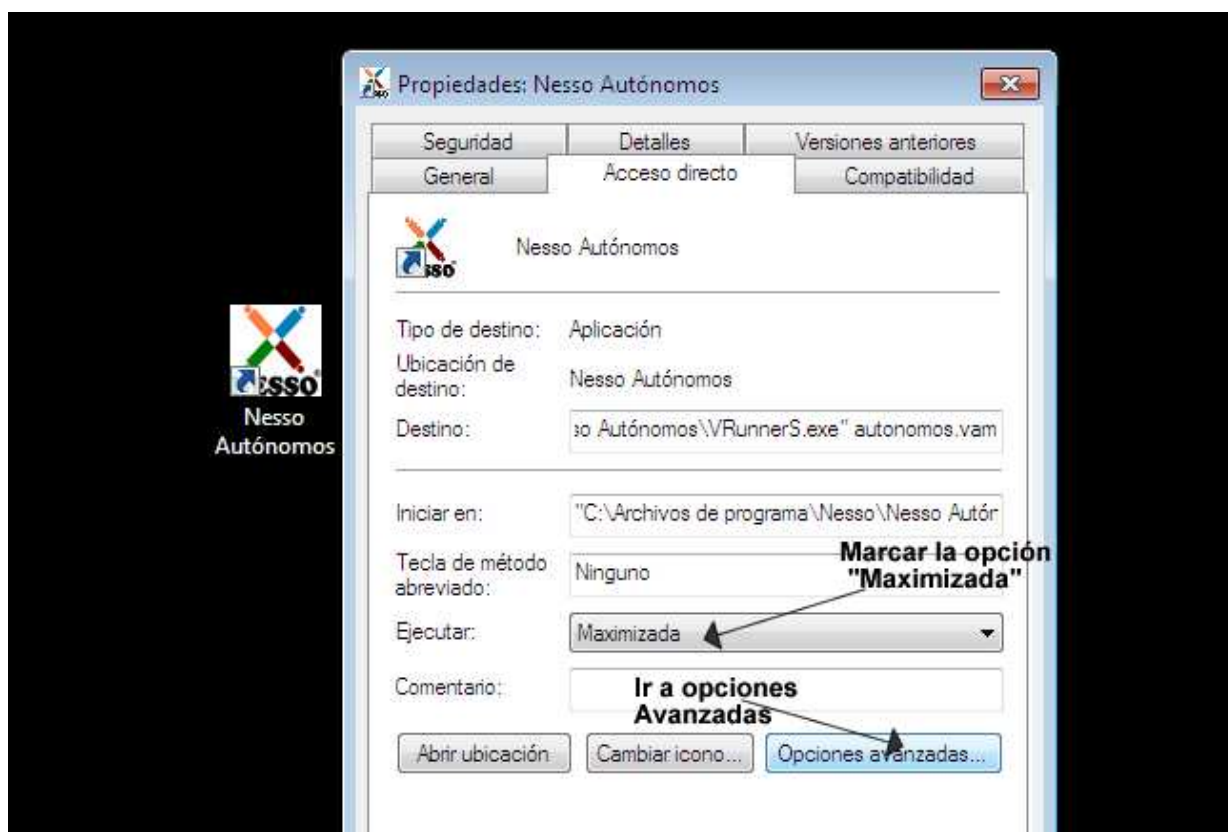 Propiedades: Nesso Autónomos
Seguridad Detalles Versiones anteriores
General Acceso directo Compatibilidad
Nesso Autónomos
Tipo de destino: Aplicación
Ubicación de
destino: Nesso Autónomos
Destino: so Autónomos\VRunnerS.exe" autonomos.vam
Iniciar en: "C:\Archivos de programa\Nesso\Nesso Autór
Marcar la opción
"Maximizada"
Tecla de método
abreviado: Ninguno
Ejecutar: Maximizada
Comentario:
Ir a opciones
Avanzadas
Abrir ubicación Cambiar icono... Opciones avanzadas...
Nesso
Autónomos